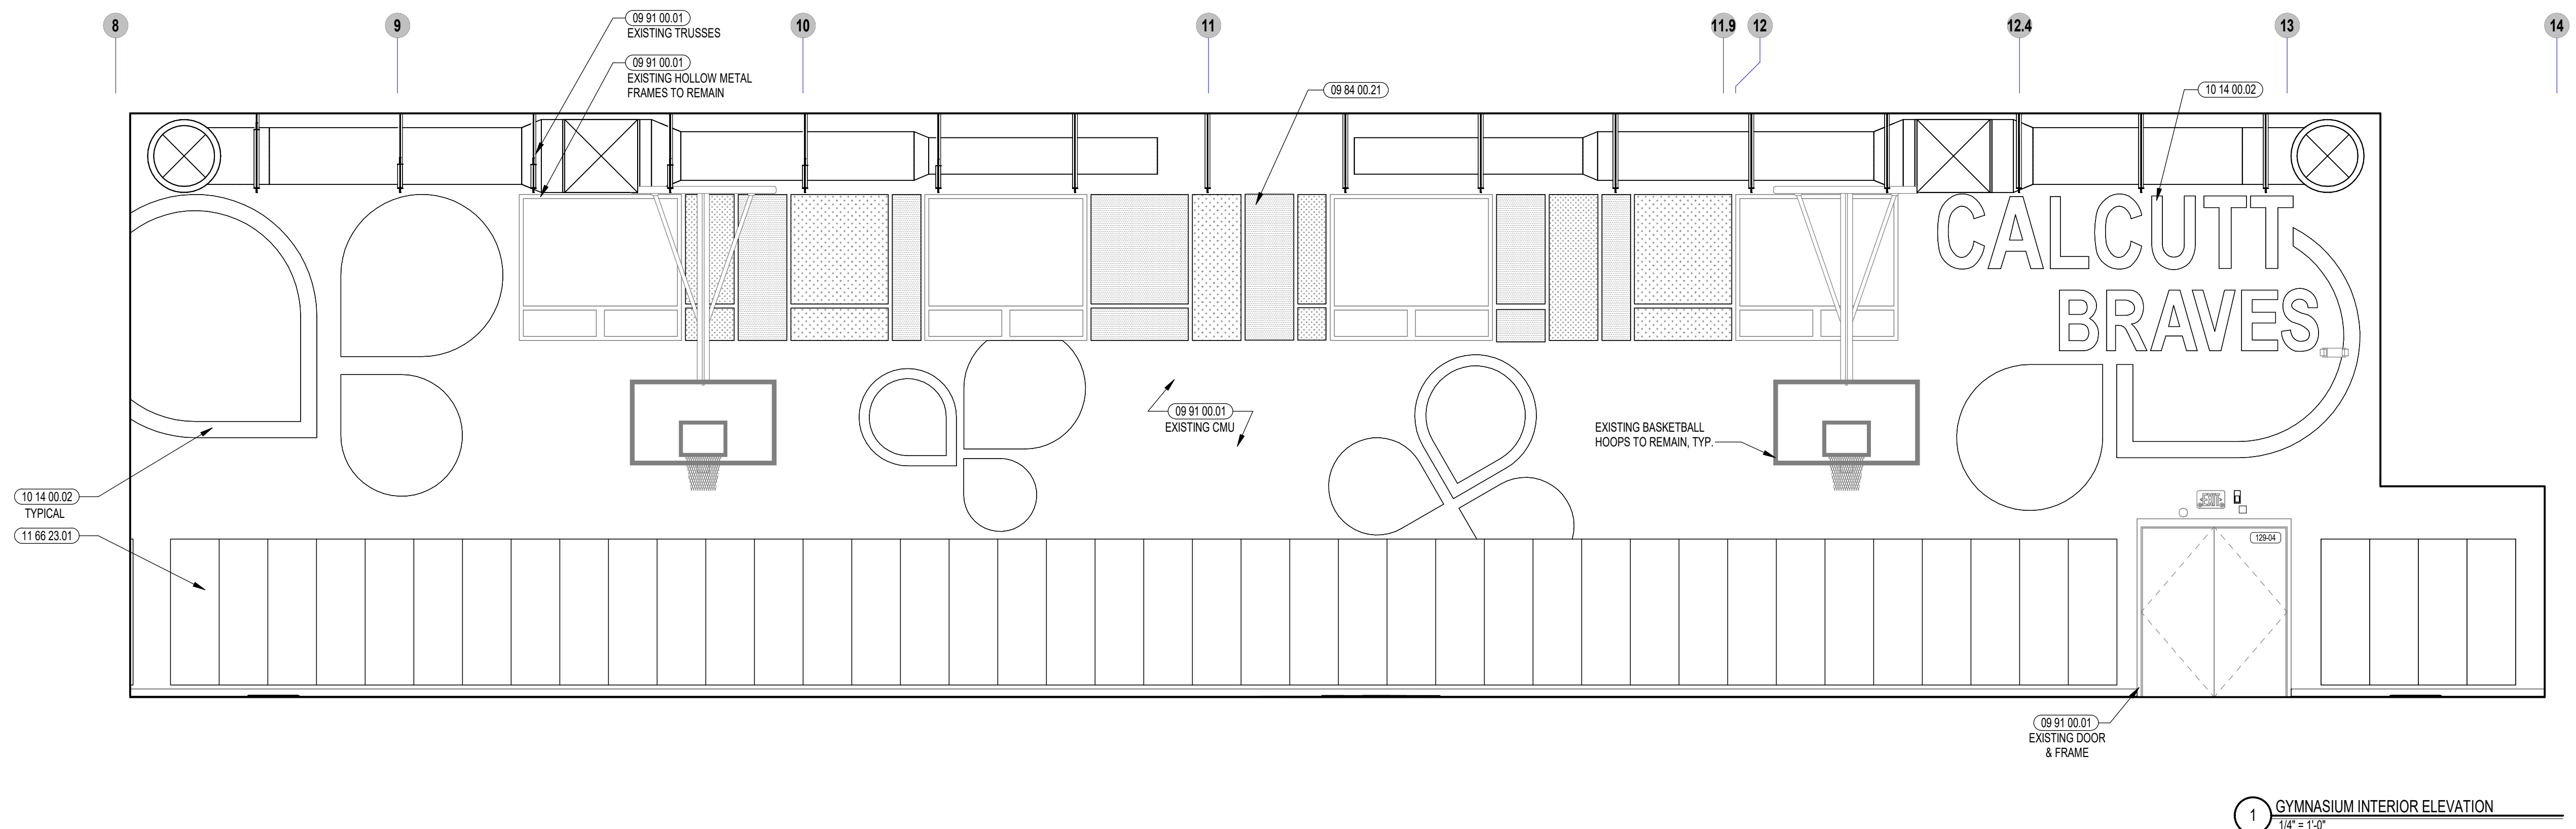 8
9
10
11
11.9
12
12.4
13
14
09 91 00.01
EXISTING TRUSSES
09 91 00.01
EXISTING HOLLOW METAL
FRAMES TO REMAIN
09 84 00.21
10 14 00.02
CALCUTT
BRAVES
09 91 00.01
EXISTING CMU
EXISTING BASKETBALL
HOOPS TO REMAIN, TYP.
10 14 00.02
TYPICAL
11 66 23.01
EXIT
129-04
09 91 00.01
EXISTING DOOR
& FRAME
1
GYMNASIUM INTERIOR ELEVATION
1/4" = 1'-0"